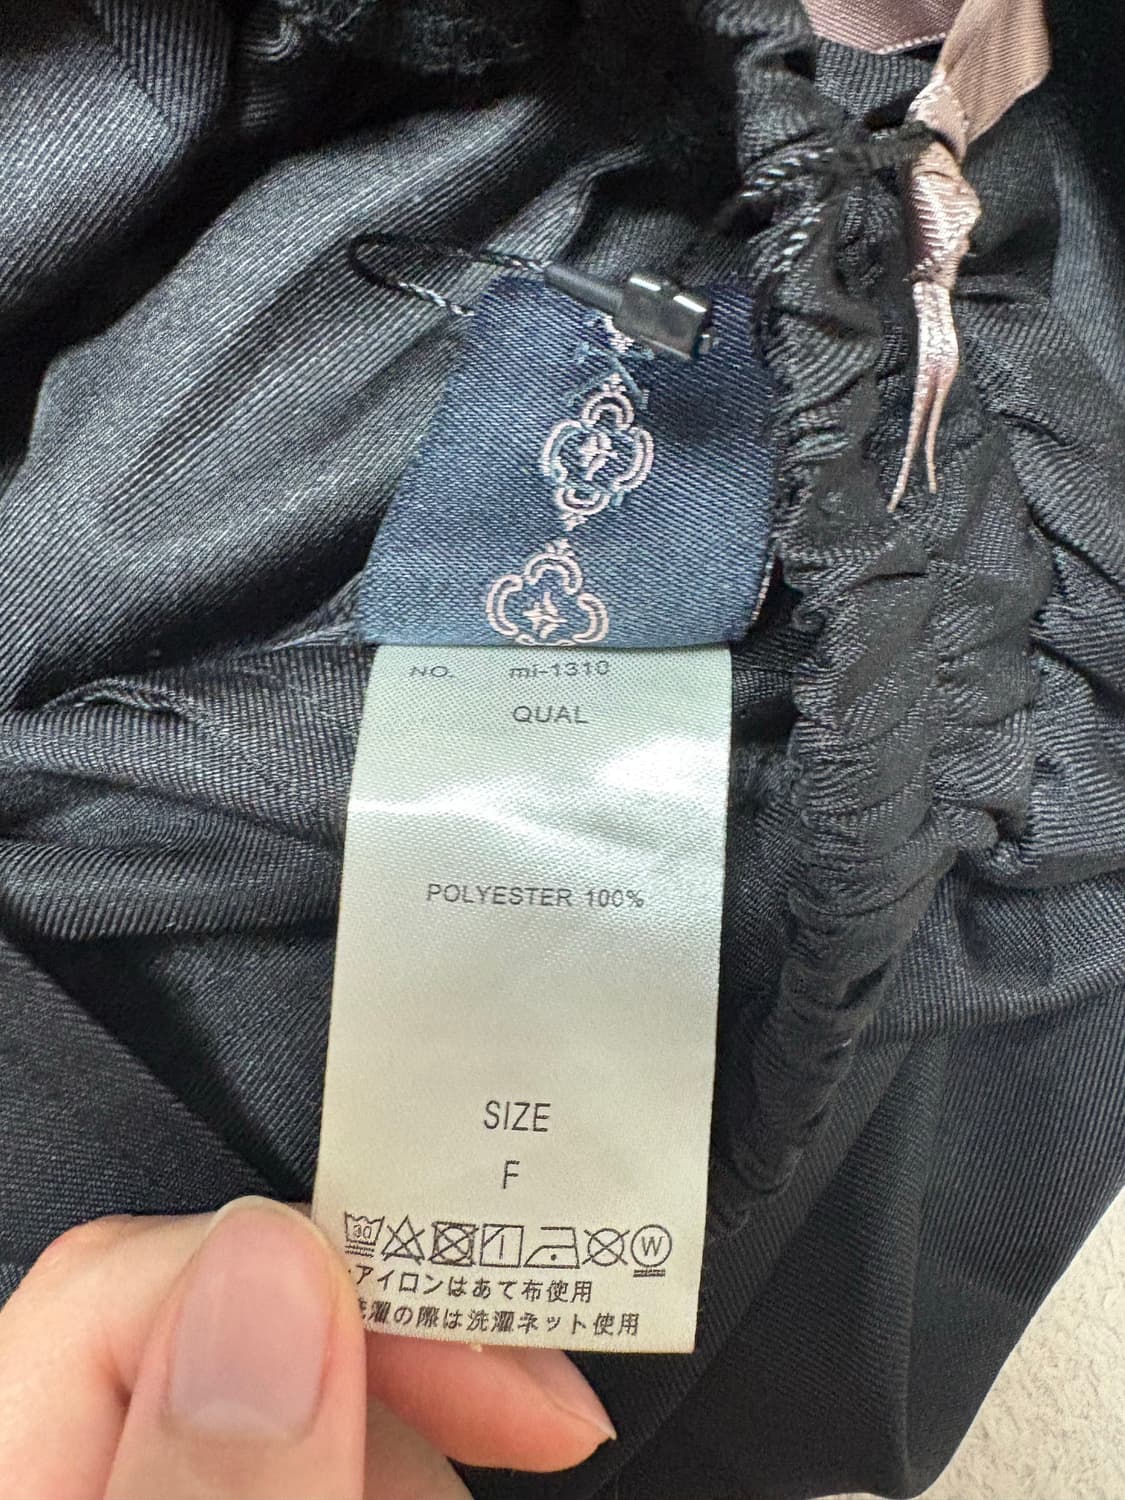 NO. mi-1310
QUAL
POLYESTER 100%
SIZE
F
30 W
・アイロンはあて布使用
洗濯の際は洗濯ネット使用